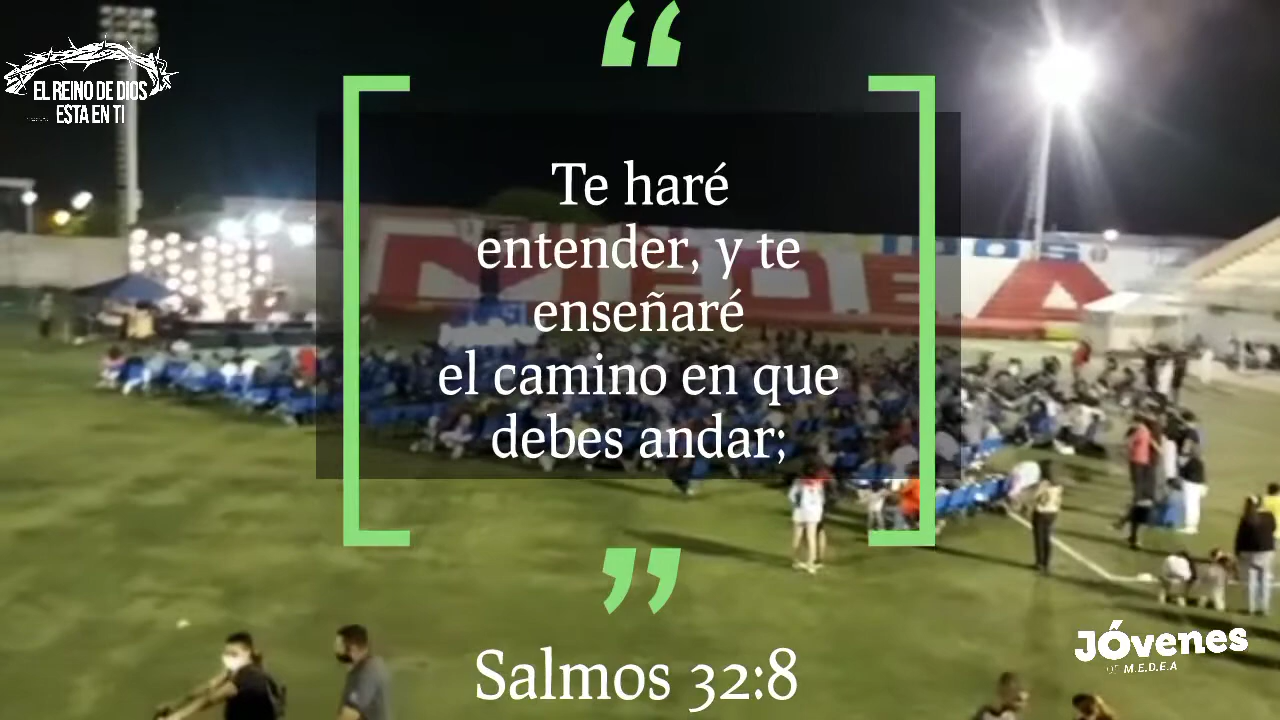 “
EL REINO DE DIOS
ESTA EN TI
Te haré
entender, y te
enseñaré
el camino en que
debes andar;
”
JÓvenes
DE M.E.D.E.A
Salmos 32:8